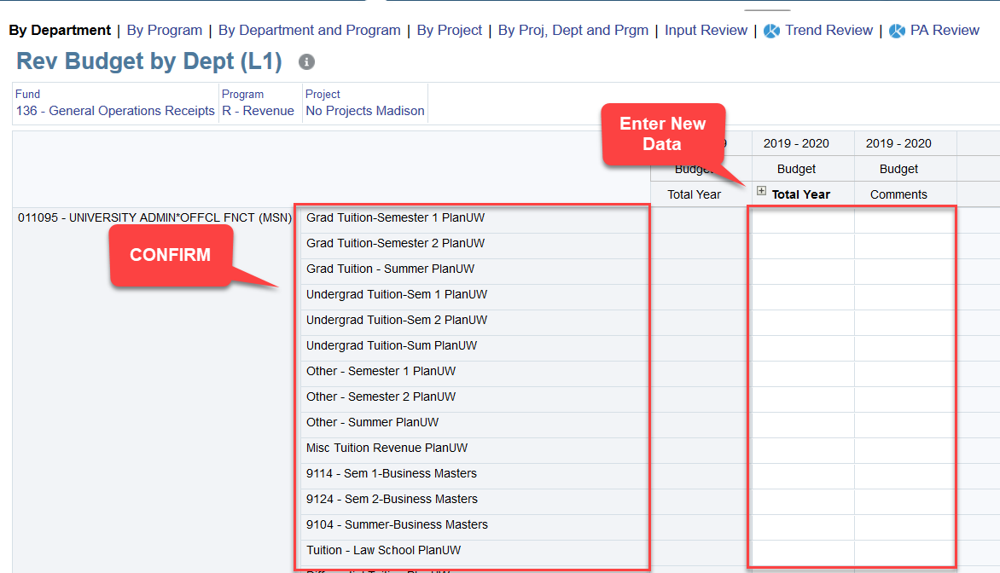 By Department | By Program | By Department and Program | By Project | By Proj, Dept and Prgm | Input Review | Trend Review | PA Review
Rev Budget by Dept (L1)
Fund Program Project
136 - General Operations Receipts R - Revenue No Projects Madison
Enter New
Data
2019 - 2020 2019 - 2020
Budget Budget
Total Year Total Year Comments
011095 - UNIVERSITY ADMIN*OFFCL FNCT (MSN) Grad Tuition-Semester 1 PlanUW
CONFIRM
Grad Tuition-Semester 2 PlanUW
Grad Tuition - Summer PlanUW
Undergrad Tuition-Sem 1 PlanUW
Undergrad Tuition-Sem 2 PlanUW
Undergrad Tuition-Sum PlanUW
Other - Semester 1 PlanUW
Other - Semester 2 PlanUW
Other - Summer PlanUW
Misc Tuition Revenue PlanUW
9114 - Sem 1-Business Masters
9124 - Sem 2-Business Masters
9104 - Summer-Business Masters
Tuition - Law School PlanUW